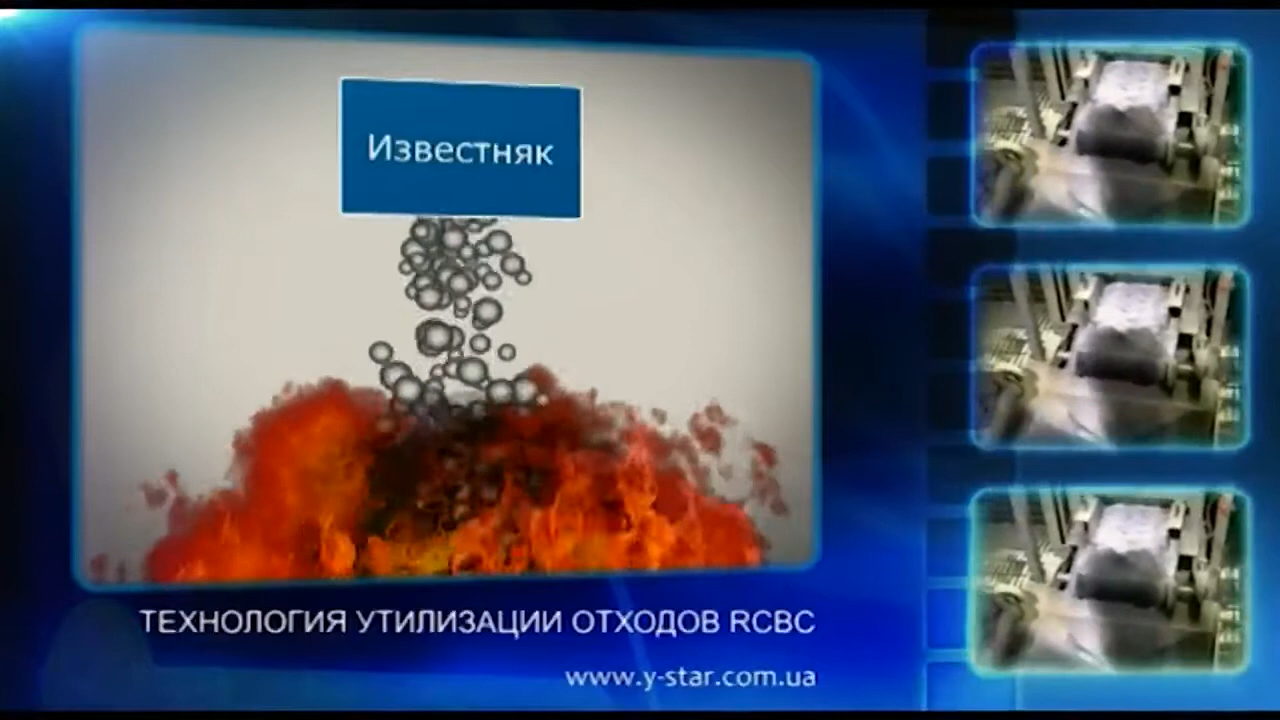 Известняк
ТЕХНОЛОГИЯ УТИЛИЗАЦИИ ОТХОДОВ RCBC
www.y-star.com.ua